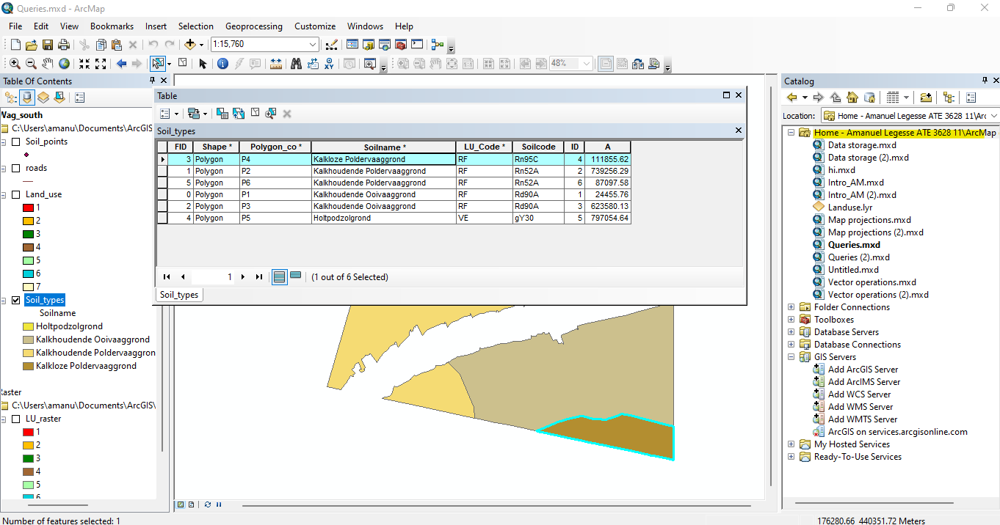 Queries.mxd - ArcMap
File Edit View Bookmarks Insert Selection Geoprocessing Customize Windows Help
1:15,760
48%
Table Of Contents
Wag_south
C:\Users\amanu\Documents\ArcGIS
Soil_points
roads
Land_use
1
2
3
4
5
6
7
Soil_types
Soilname
Holtpodzolgrond
Kalkhoudende Ooivaaggrond
Kalkhoudende Poldervaaggron
Kalkloze Poldervaaggrond
Raster
C:\Users\amanu\Documents\ArcGIS\
LU_raster
1
2
3
4
5
6
Table
Soil_types
FID Shape * Polygon_co * Soilname * LU_Code * Soilcode ID A
3 Polygon P4 Kalkloze Poldervaaggrond RF Rn95C 4 111855.62
1 Polygon P2 Kalkhoudende Poldervaaggrond RF Rn52A 2 739256.29
5 Polygon P6 Kalkhoudende Poldervaaggrond RF Rn52A 6 87097.58
0 Polygon P1 Kalkhoudende Ooivaaggrond RF Rd90A 1 24455.76
2 Polygon P3 Kalkhoudende Ooivaaggrond RF Rd90A 3 623580.13
4 Polygon P5 Holtpodzolgrond VE gY30 5 797054.64
1 (1 out of 6 Selected)
Soil_types
Catalog
Location: Home - Amanuel Legesse ATE 3628 11\Arc
Home - Amanuel Legesse ATE 3628 11\ArcMap
Data storage.mxd
Data storage (2).mxd
hi.mxd
Intro_AM.mxd
Intro_AM (2).mxd
Landuse.lyr
Map projections.mxd
Map projections (2).mxd
Queries.mxd
Queries (2).mxd
Untitled.mxd
Vector operations.mxd
Vector operations (2).mxd
Folder Connections
Toolboxes
Database Servers
Database Connections
GIS Servers
Add ArcGIS Server
Add ArcIMS Server
Add WCS Server
Add WMS Server
Add WMTS Server
ArcGIS on services.arcgisonline.com
My Hosted Services
Ready-To-Use Services
Number of features selected: 1
176280.66 440351.72 Meters